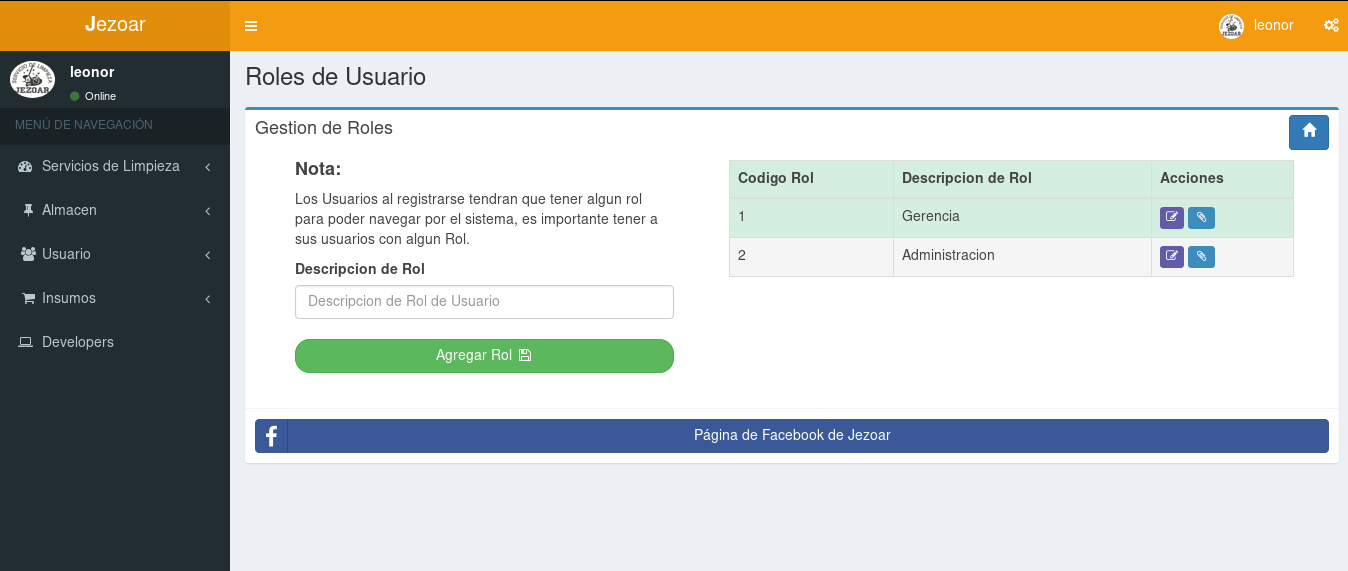 Jezoar
leonor
leonor
Online
MENÚ DE NAVEGACIÓN
Servicios de Limpieza
Almacen
Usuario
Insumos
Developers
Roles de Usuario
Gestion de Roles
Nota:
Los Usuarios al registrarse tendran que tener algun rol
para poder navegar por el sistema, es importante tener a
sus usuarios con algun Rol.
Descripcion de Rol
Descripcion de Rol de Usuario
Agregar Rol
Codigo Rol Descripcion de Rol Acciones
1 Gerencia
2 Administracion
Página de Facebook de Jezoar